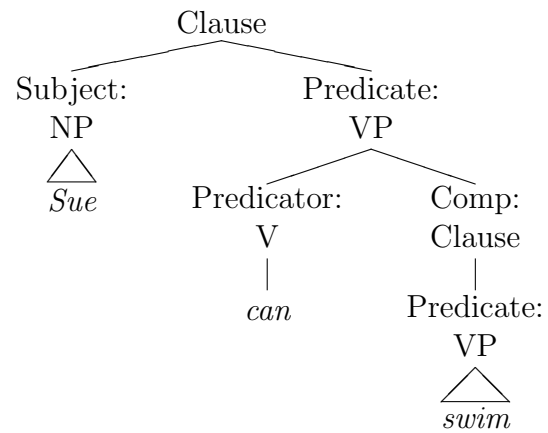 Clause
Subject: Predicate:
NP VP
Sue Predicator: Comp:
V Clause
can Predicate:
VP
swim